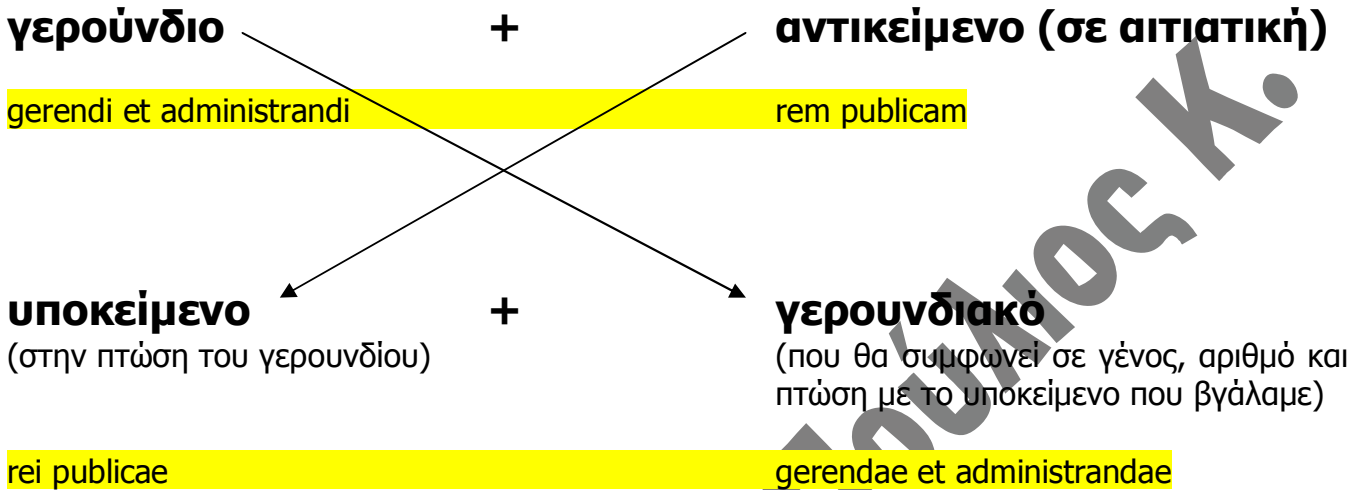 γερούνδιο + αντικείμενο (σε αιτιατική)
gerendi et administrandi rem publicam
υποκείμενο + γερουνδιακό
(στην πτώση του γερουνδίου) (που θα συμφωνεί σε γένος, αριθμό και
πτώση με το υποκείμενο που βγάλαμε)
rei publicae gerendae et administrandae